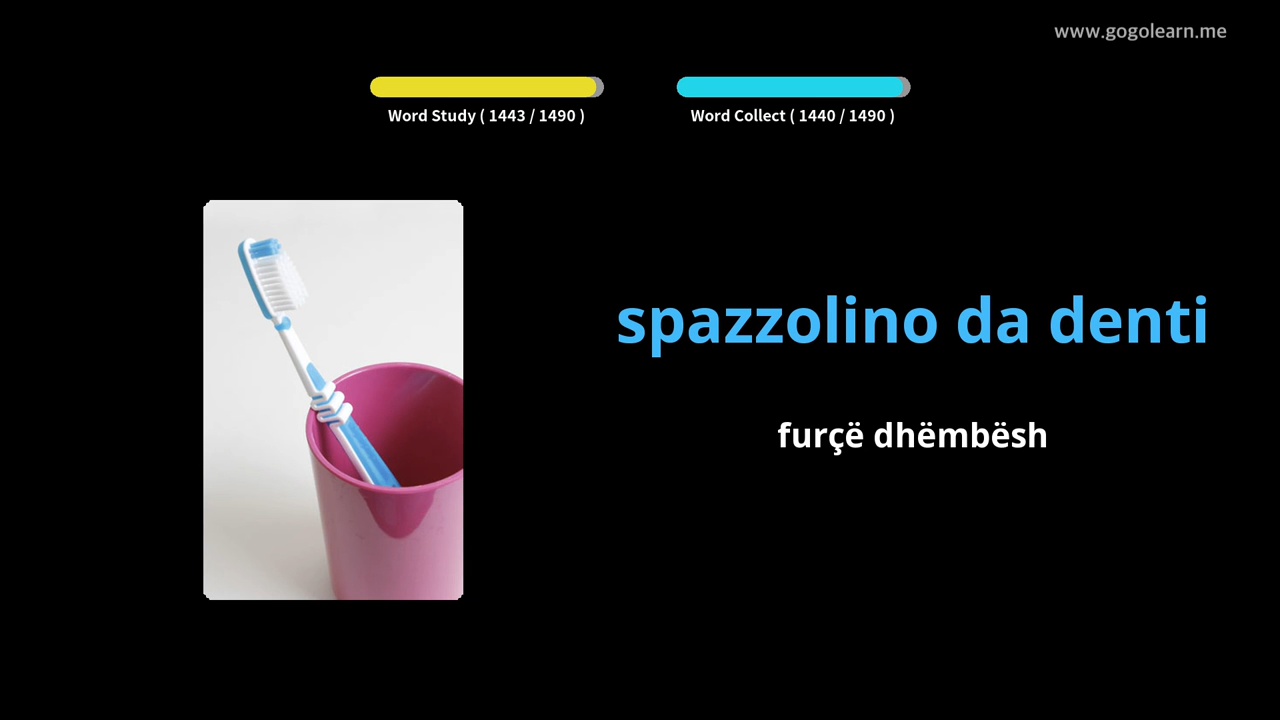 www.gogolearn.me
Word Study ( 1443 / 1490 )
Word Collect ( 1440 / 1490 )
spazzolino da denti
furçë dhëmbësh